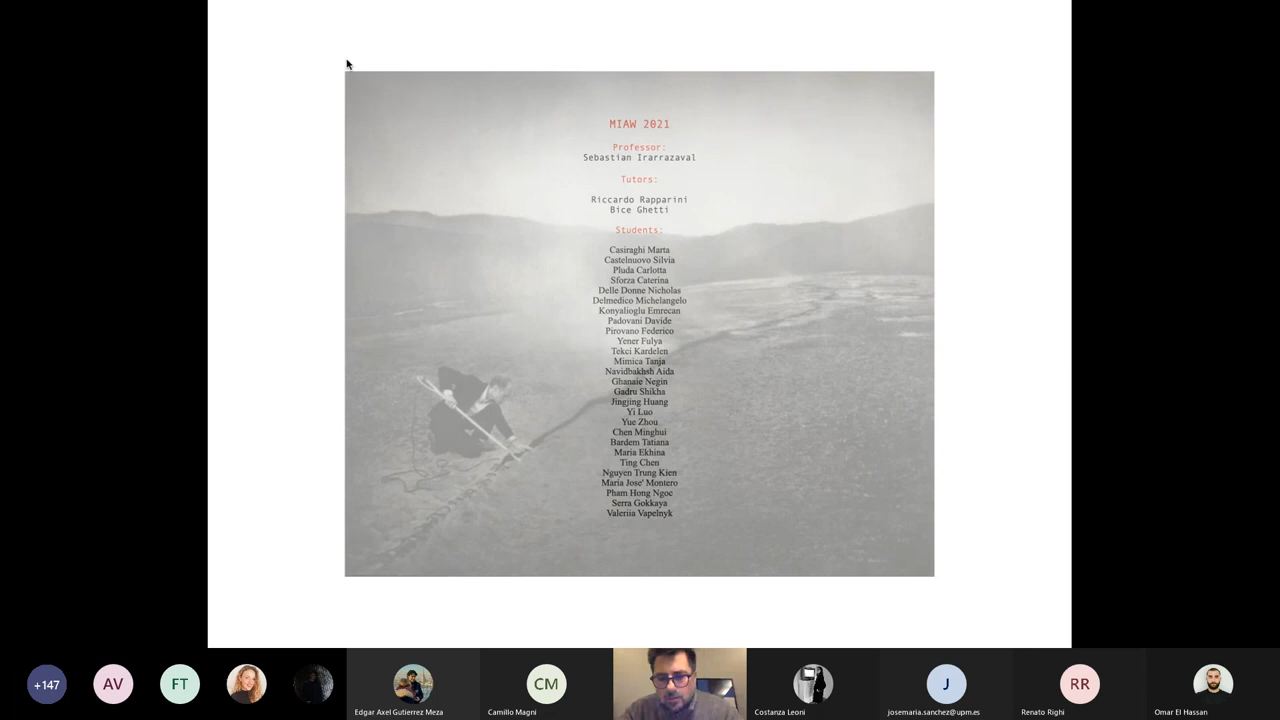 MIAW 2021
Professor:
Sebastian Irarrazaval
Tutors:
Riccardo Rapparini
Bice Ghetti
Students:
Casiraghi Marta
Castelnuovo Silvia
Pluda Carlotta
Sforza Caterina
Delle Donne Nicholas
Delmedico Michelangelo
Konyalioglu Emrecan
Padovani Davide
Pirovano Federico
Yener Fulya
Tekci Kardelen
Mimica Tanja
Navidbakhsh Aida
Ghanaie Negin
Gadru Shikha
Jingjing Huang
Yi Luo
Yue Zhou
Chen Minghui
Bardem Tatiana
Maria Ekhina
Ting Chen
Nguyen Trung Kien
Maria Jose' Montero
Pham Hong Ngoc
Serra Gokkaya
Valeriia Vapelnyk
+147
AV
FT
Edgar Axel Gutierrez Meza
CM
Camillo Magni
Costanza Leoni
J
josemaria.sanchez@upm.es
RR
Renato Righi
Omar El Hassan